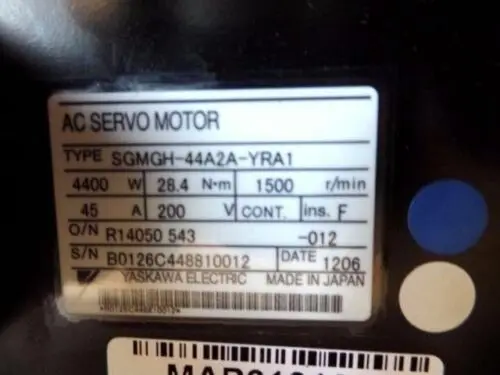 AC SERVO MOTOR
TYPE SGMGH-44A2A-YRA1
4400 W 28.4 N·m 1500 r/min
45 A 200 V CONT. ins. F
O/N R14050 543 -012
S/N B0126C448810012 DATE 1206
YASKAWA ELECTRIC MADE IN JAPAN
*B0126C448810012*